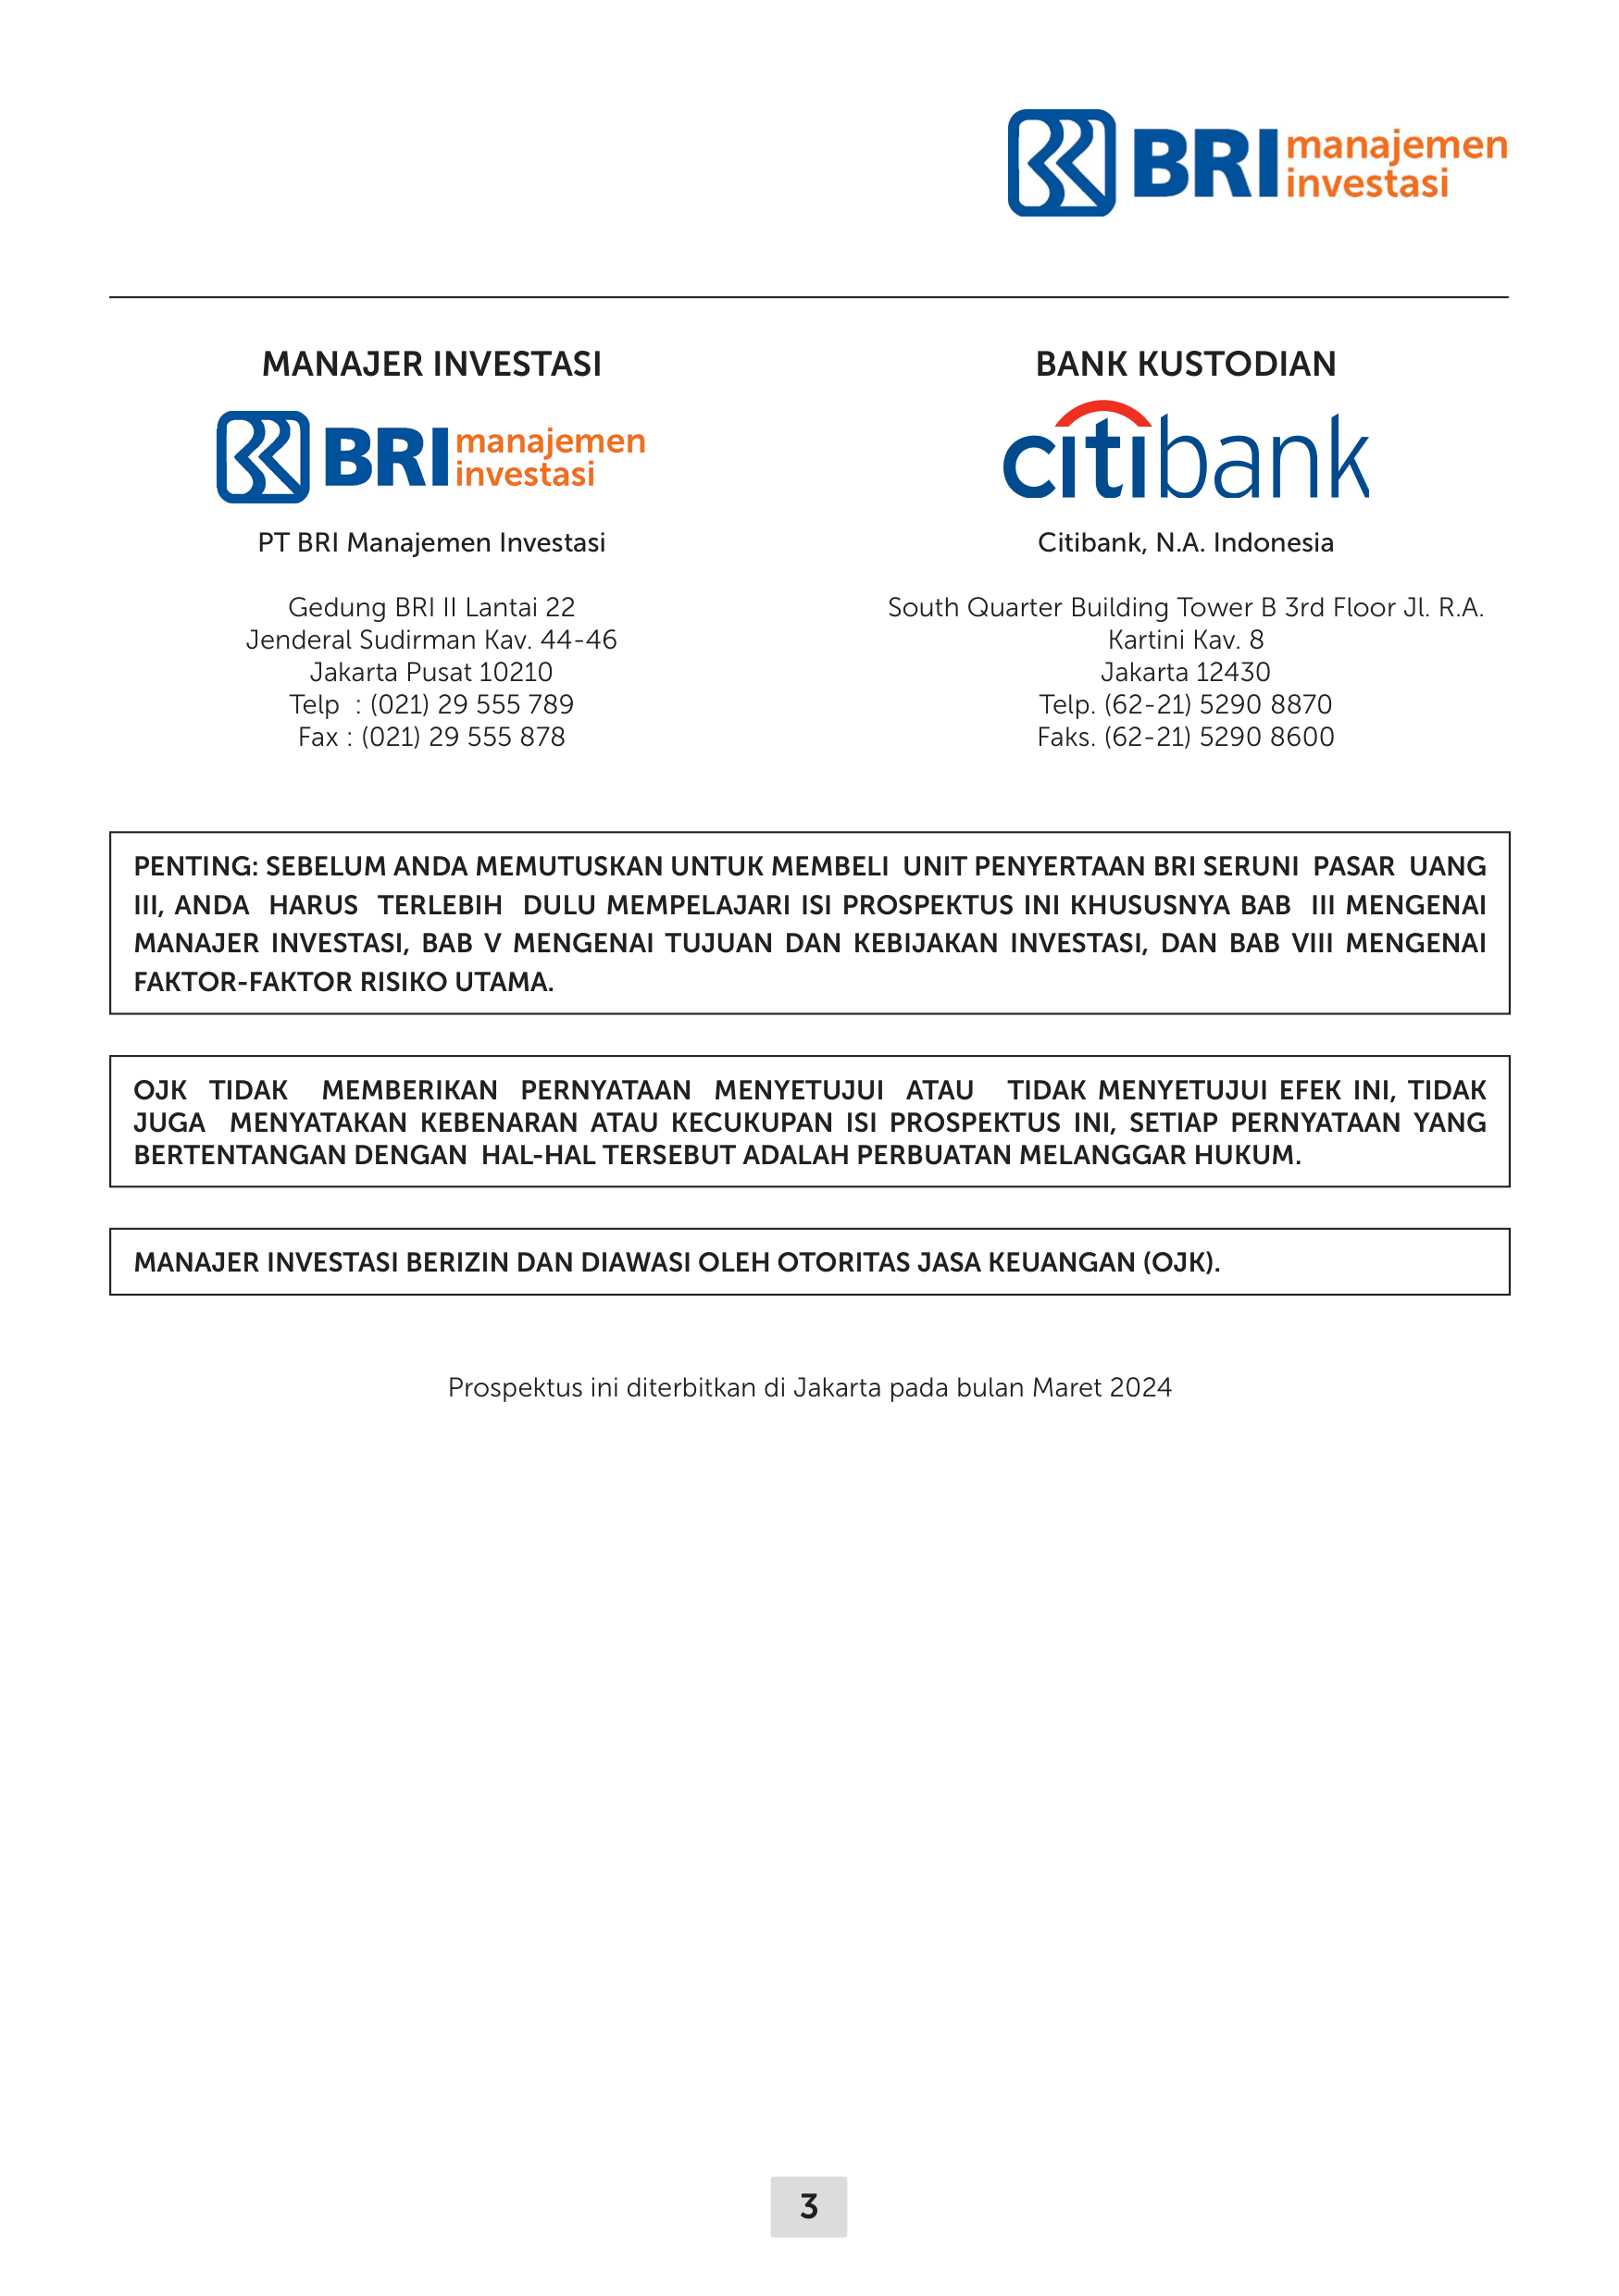 BRI manajemen
investasi
MANAJER INVESTASI
BRI manajemen
investasi
PT BRI Manajemen Investasi
Gedung BRI II Lantai 22
Jenderal Sudirman Kav. 44-46
Jakarta Pusat 10210
Telp : (021) 29 555 789
Fax : (021) 29 555 878
BANK KUSTODIAN
citibank
Citibank, N.A. Indonesia
South Quarter Building Tower B 3rd Floor Jl. R.A.
Kartini Kav. 8
Jakarta 12430
Telp. (62-21) 5290 8870
Faks. (62-21) 5290 8600
PENTING: SEBELUM ANDA MEMUTUSKAN UNTUK MEMBELI UNIT PENYERTAAN BRI SERUNI PASAR UANG
III, ANDA HARUS TERLEBIH DULU MEMPELAJARI ISI PROSPEKTUS INI KHUSUSNYA BAB III MENGENAI
MANAJER INVESTASI, BAB V MENGENAI TUJUAN DAN KEBIJAKAN INVESTASI, DAN BAB VIII MENGENAI
FAKTOR-FAKTOR RISIKO UTAMA.
OJK TIDAK MEMBERIKAN PERNYATAAN MENYETUJUI ATAU TIDAK MENYETUJUI EFEK INI, TIDAK
JUGA MENYATAKAN KEBENARAN ATAU KECUKUPAN ISI PROSPEKTUS INI, SETIAP PERNYATAAN YANG
BERTENTANGAN DENGAN HAL-HAL TERSEBUT ADALAH PERBUATAN MELANGGAR HUKUM.
MANAJER INVESTASI BERIZIN DAN DIAWASI OLEH OTORITAS JASA KEUANGAN (OJK).
Prospektus ini diterbitkan di Jakarta pada bulan Maret 2024
3